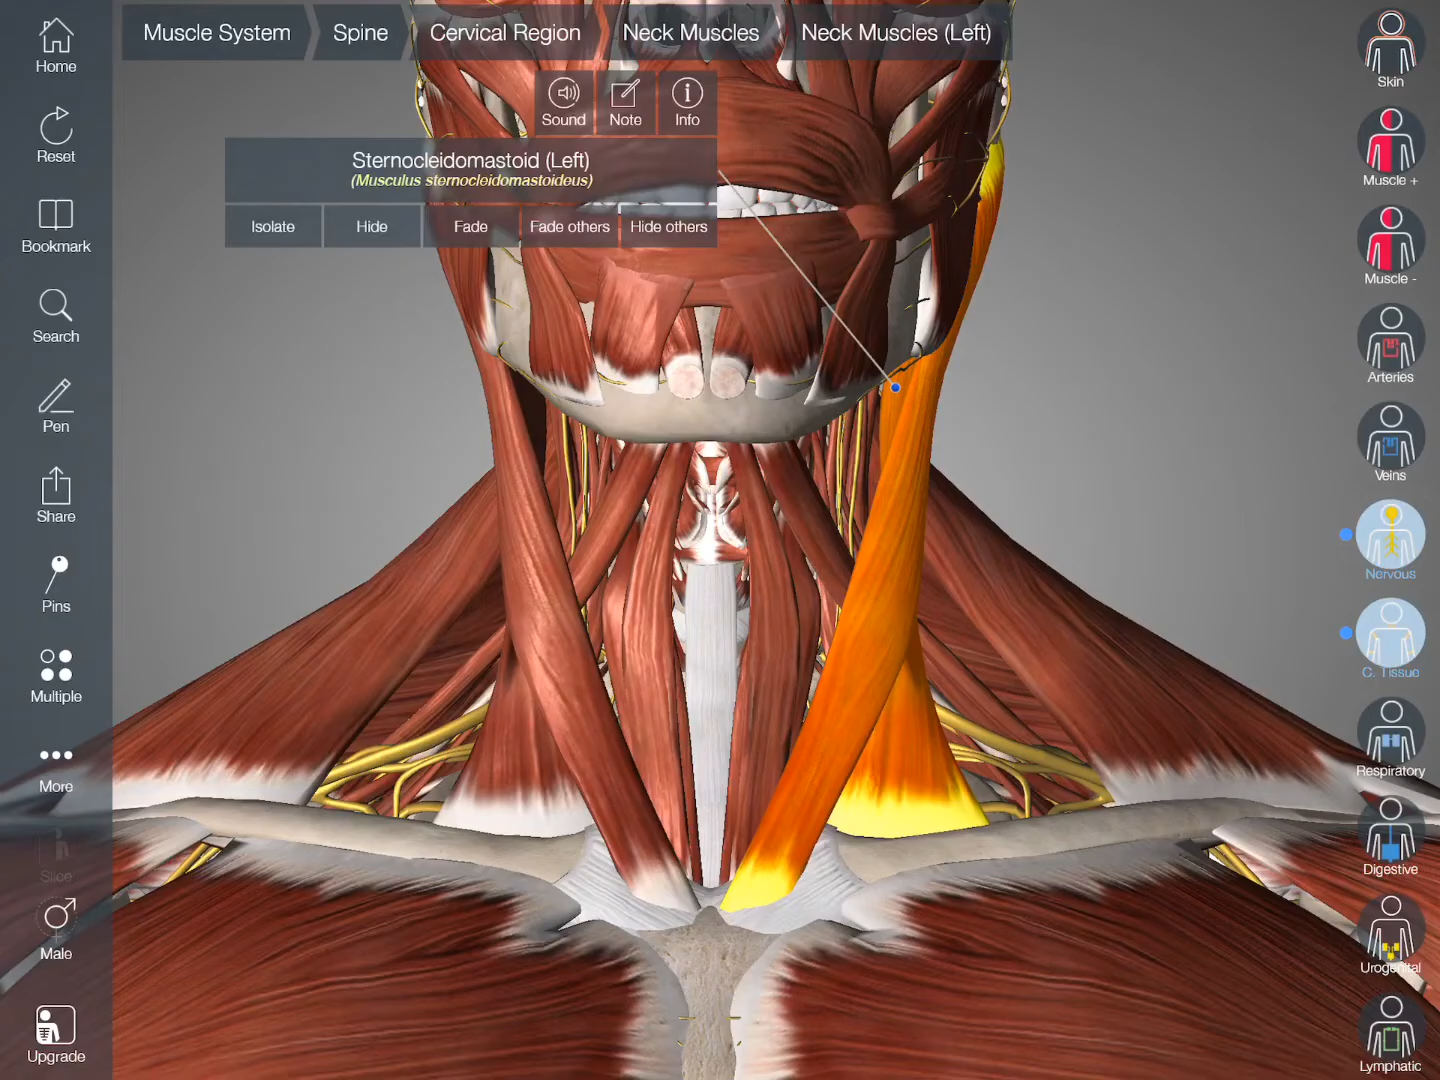 Home
Reset
Bookmark
Search
Pen
Share
Pins
Multiple
More
Slice
Male
Upgrade
Muscle System
Spine
Cervical Region
Neck Muscles
Neck Muscles (Left)
Sound
Note
Info
Sternocleidomastoid (Left)
(Musculus sternocleidomastoideus)
Isolate
Hide
Fade
Fade others
Hide others
Skin
Muscle +
Muscle -
Arteries
Veins
Nervous
C. Tissue
Respiratory
Digestive
Urogenital
Lymphatic